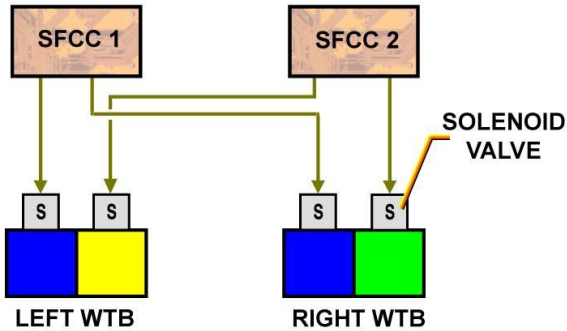 SFCC 1
SFCC 2
SOLENOID
VALVE
S
S
S
S
LEFT WTB
RIGHT WTB